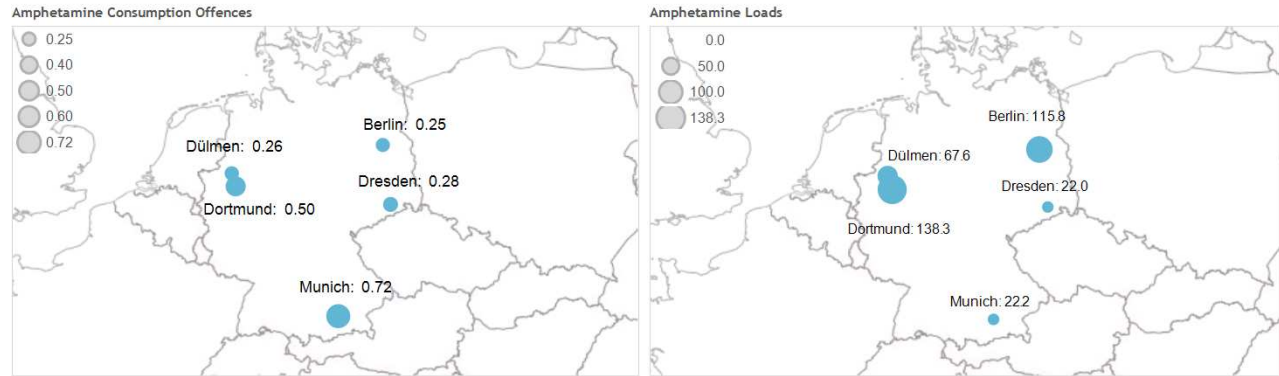 Amphetamine Consumption Offences
0.25
0.40
0.50
0.60
0.72
Berlin: 0.25
Dülmen: 0.26
Dresden: 0.28
Dortmund: 0.50
Munich: 0.72
Amphetamine Loads
0.0
50.0
100.0
138.3
Berlin: 115.8
Dülmen: 67.6
Dresden: 22.0
Dortmund: 138.3
Munich: 22.2